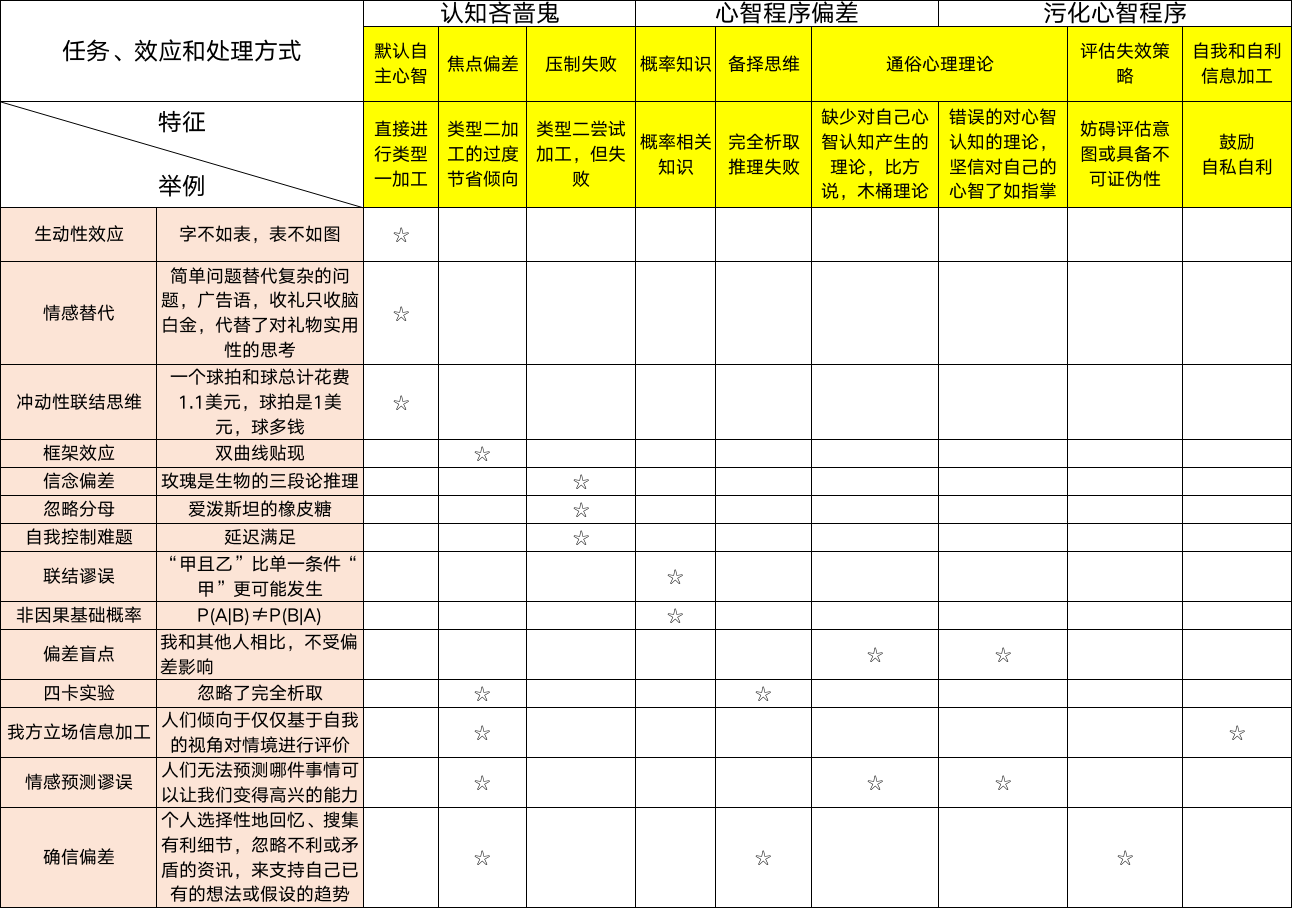 任务、效应和处理方式
认知吝啬鬼
心智程序偏差
污化心智程序
默认自
主心智
焦点偏差
压制失败
概率知识
备择思维
通俗心理理论
评估失效策
略
自我和自利
信息加工
特征
举例
直接进
行类型
一加工
类型二加
工的过度
节省倾向
类型二尝试
加工，但失
败
概率相关
知识
完全析取
推理失败
缺少对自己心
智认知产生的
理论，比方
说，木桶理论
错误的对心智
认知的理论，
坚信对自己的
心智了如指掌
妨碍评估意
图或具备不
可证伪性
鼓励
自私自利
生动性效应
字不如表，表不如图
☆
情感替代
简单问题替代复杂的问
题，广告语，收礼只收脑
白金，代替了对礼物实用
性的思考
☆
冲动性联结思维
一个球拍和球总计花费
1.1美元，球拍是1美
元，球多钱
☆
框架效应
双曲线贴现
☆
信念偏差
玫瑰是生物的三段论推理
☆
忽略分母
爱泼斯坦的橡皮糖
☆
自我控制难题
延迟满足
☆
联结谬误
“甲且乙”比单一条件“
甲”更可能发生
☆
非因果基础概率
P(A|B)≠P(B|A)
☆
偏差盲点
我和其他人相比，不受偏
差影响
☆ ☆
四卡实验
忽略了完全析取
☆ ☆
我方立场信息加工
人们倾向于仅仅基于自我
的视角对情境进行评价
☆ ☆
情感预测谬误
人们无法预测哪件事情可
以让我们变得高兴的能力
☆ ☆ ☆
确信偏差
个人选择性地回忆、搜集
有利细节，忽略不利或矛
盾的资讯，来支持自己已
有的想法或假设的趋势
☆ ☆ ☆